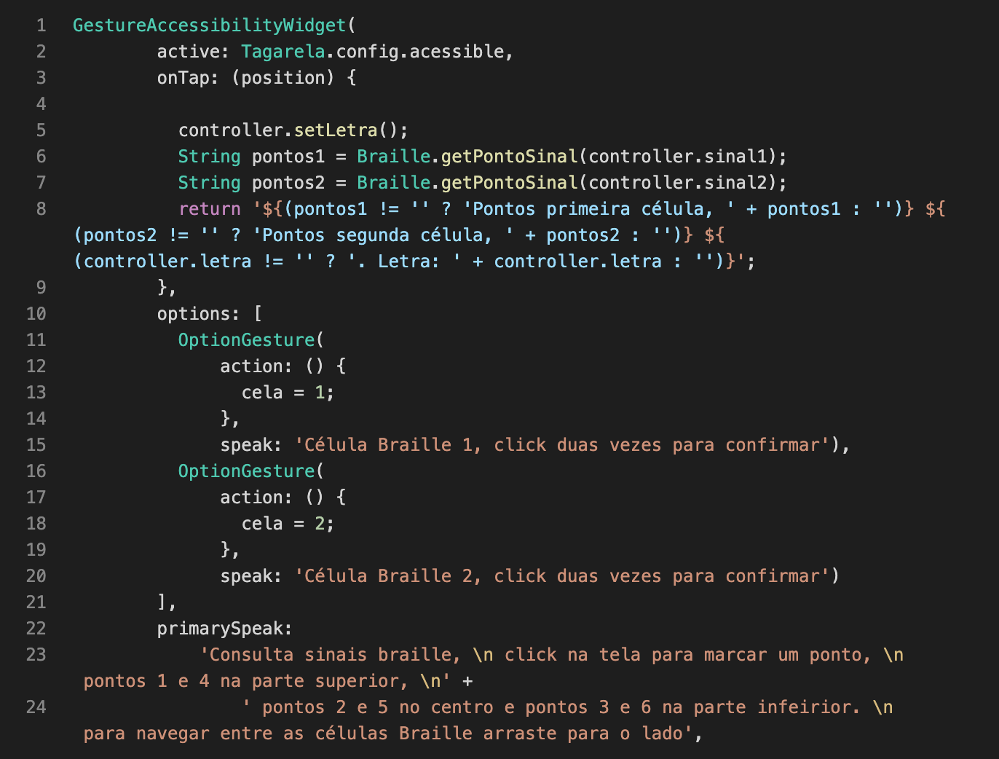 1 GestureAccessibilityWidget(
2 active: Tagarela.config.acessible,
3 onTap: (position) {
4
5 controller.setLetra();
6 String pontos1 = Braille.getPontoSinal(controller.sinal1);
7 String pontos2 = Braille.getPontoSinal(controller.sinal2);
8 return '${(pontos1 != '' ? 'Pontos primeira célula, ' + pontos1 : '')} ${
(pontos2 != '' ? 'Pontos segunda célula, ' + pontos2 : '')} ${
(controller.letra != '' ? '. Letra: ' + controller.letra : '')}';
9 },
10 options: [
11 OptionGesture(
12 action: () {
13 cela = 1;
14 },
15 speak: 'Célula Braille 1, click duas vezes para confirmar'),
16 OptionGesture(
17 action: () {
18 cela = 2;
19 },
20 speak: 'Célula Braille 2, click duas vezes para confirmar')
21 ],
22 primarySpeak:
23 'Consulta sinais braille, \n click na tela para marcar um ponto, \n
pontos 1 e 4 na parte superior, \n' +
24 ' pontos 2 e 5 no centro e pontos 3 e 6 na parte infeirior. \n
para navegar entre as células Braille arraste para o lado',